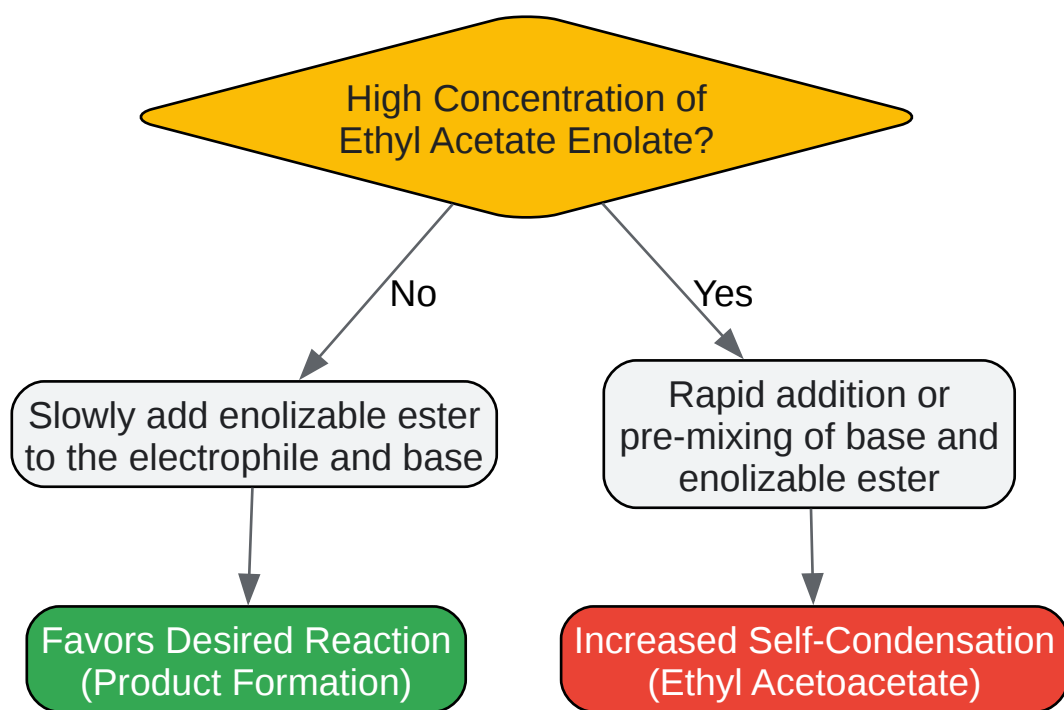 High Concentration of
Ethyl Acetate Enolate?
No
Yes
Slowly add enolizable ester
to the electrophile and base
Rapid addition or
pre-mixing of base and
enolizable ester
Favors Desired Reaction
(Product Formation)
Increased Self-Condensation
(Ethyl Acetoacetate)